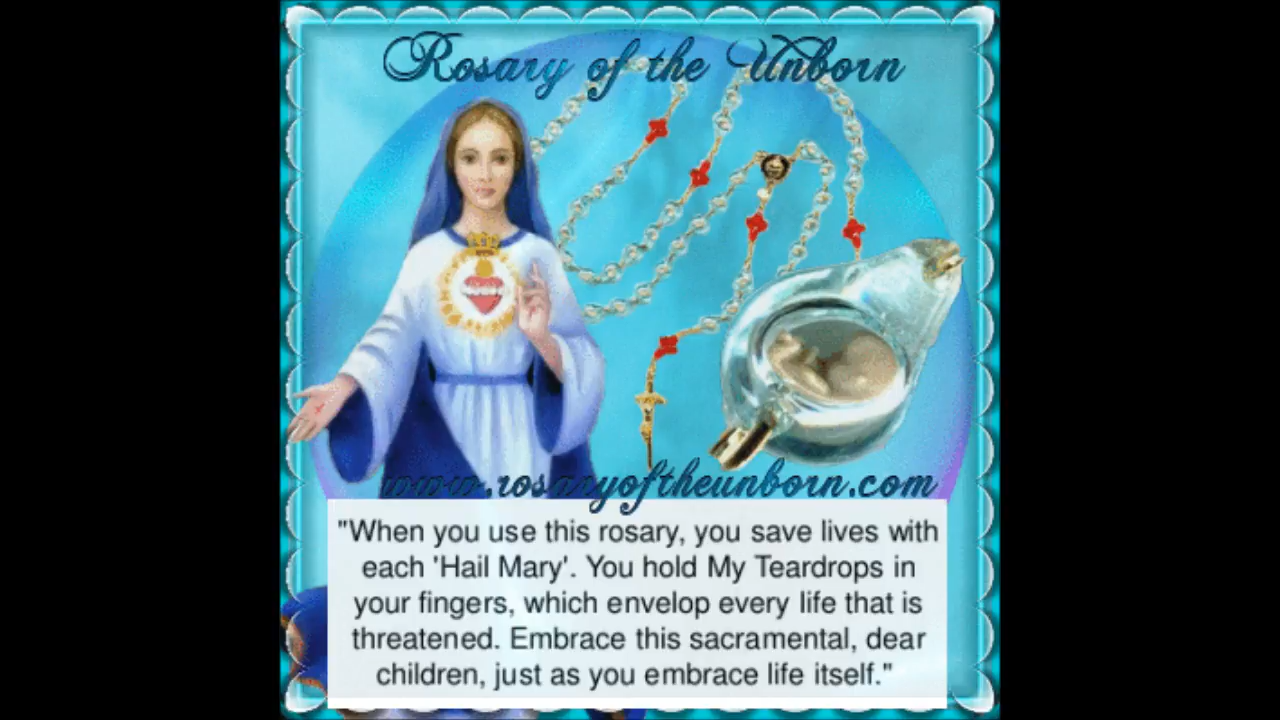 Rosary of the Unborn
www.rosaryoftheunborn.com
"When you use this rosary, you save lives with
each 'Hail Mary'. You hold My Teardrops in
your fingers, which envelop every life that is
threatened. Embrace this sacramental, dear
children, just as you embrace life itself."